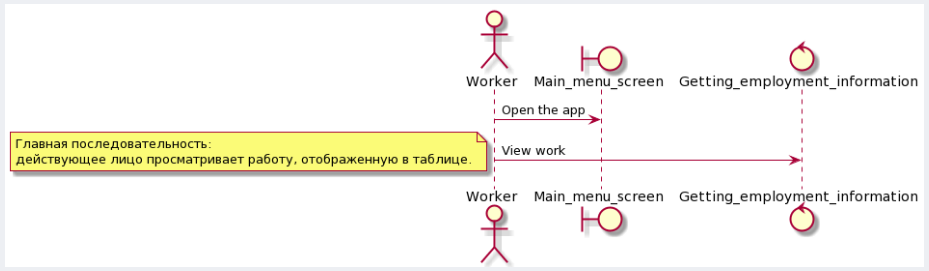 Worker Main_menu_screen Getting_employment_information
Open the app
Главная последовательность:
действующее лицо просматривает работу, отображенную в таблице.
View work
Worker Main_menu_screen Getting_employment_information